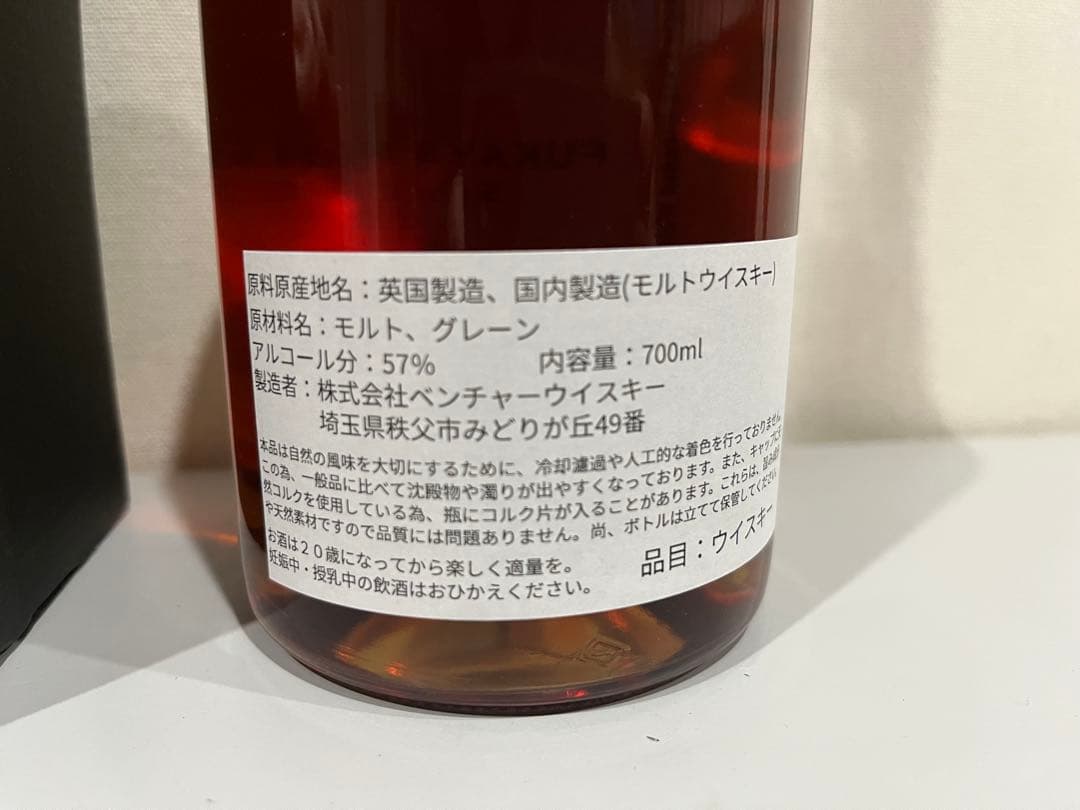 原料原産地名：英国製造、国内製造(モルトウイスキー)
原材料名：モルト、グレーン
アルコール分：57% 内容量：700ml
製造者：株式会社ベンチャーウイスキー
埼玉県秩父市みどりが丘49番
本品は自然の風味を大切にするために、冷却濾過や人工的な着色を行っておりません。
この為、一般品に比べて沈殿物や濁りが出やすくなっております。また、キャップに天
然コルクを使用している為、瓶にコルク片が入ることがあります。これらは、
や天然素材ですので品質には問題ありません。尚、ボトルは立てて保管してください。
お酒は20歳になってから楽しく適量を。
妊娠中・授乳中の飲酒はおひかえください。
品目：ウイスキー